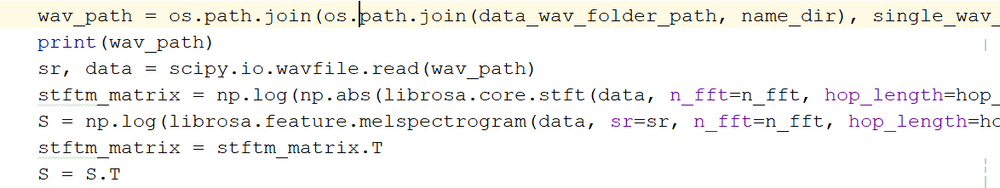 wav_path = os.path.join(os.path.join(data_wav_folder_path, name_dir), single_wav_
print(wav_path)
sr, data = scipy.io.wavfile.read(wav_path)
stftm_matrix = np.log(np.abs(librosa.core.stft(data, n_fft=n_fft, hop_length=hop_
S = np.log(librosa.feature.melspectrogram(data, sr=sr, n_fft=n_fft, hop_length=ho
stftm_matrix = stftm_matrix.T
S = S.T